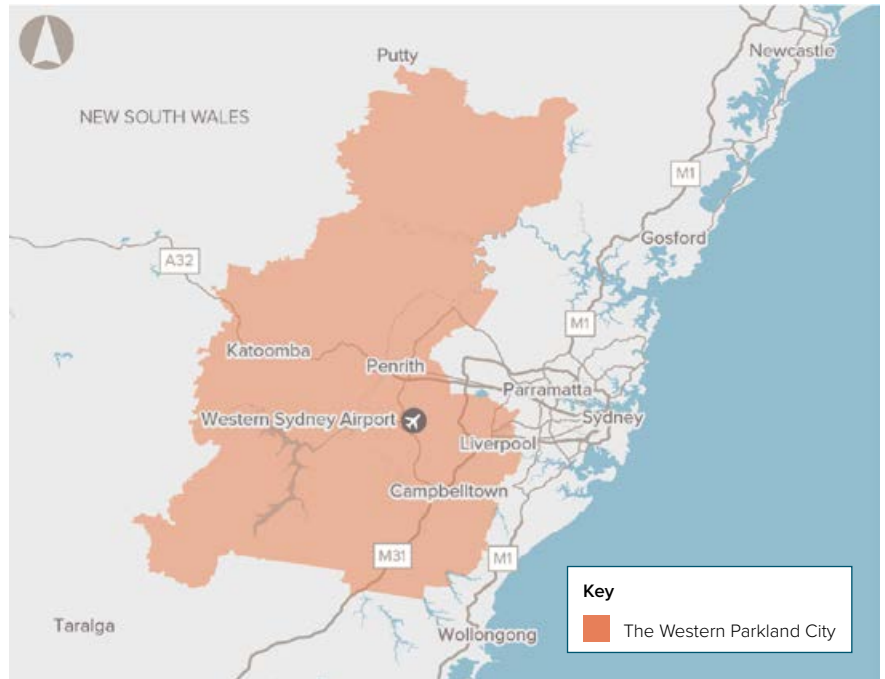 Putty
Newcastle
NEW SOUTH WALES
M1
Gosford
A32
M1
Katoomba
Penrith
Parramatta
Western Sydney Airport
Sydney
Liverpool
Campbelltown
M31
M1
Key
Taralga
The Western Parkland City
Wollongong